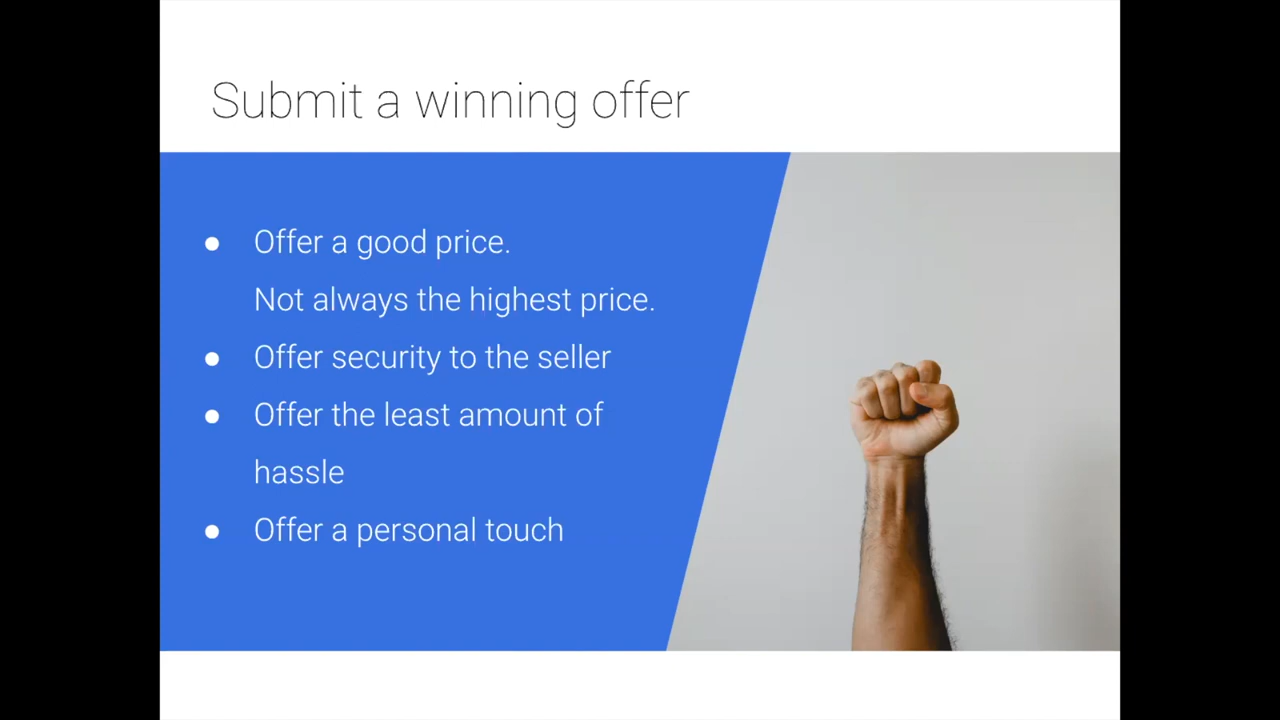 Submit a winning offer
● Offer a good price.
Not always the highest price.
● Offer security to the seller
● Offer the least amount of
hassle
● Offer a personal touch